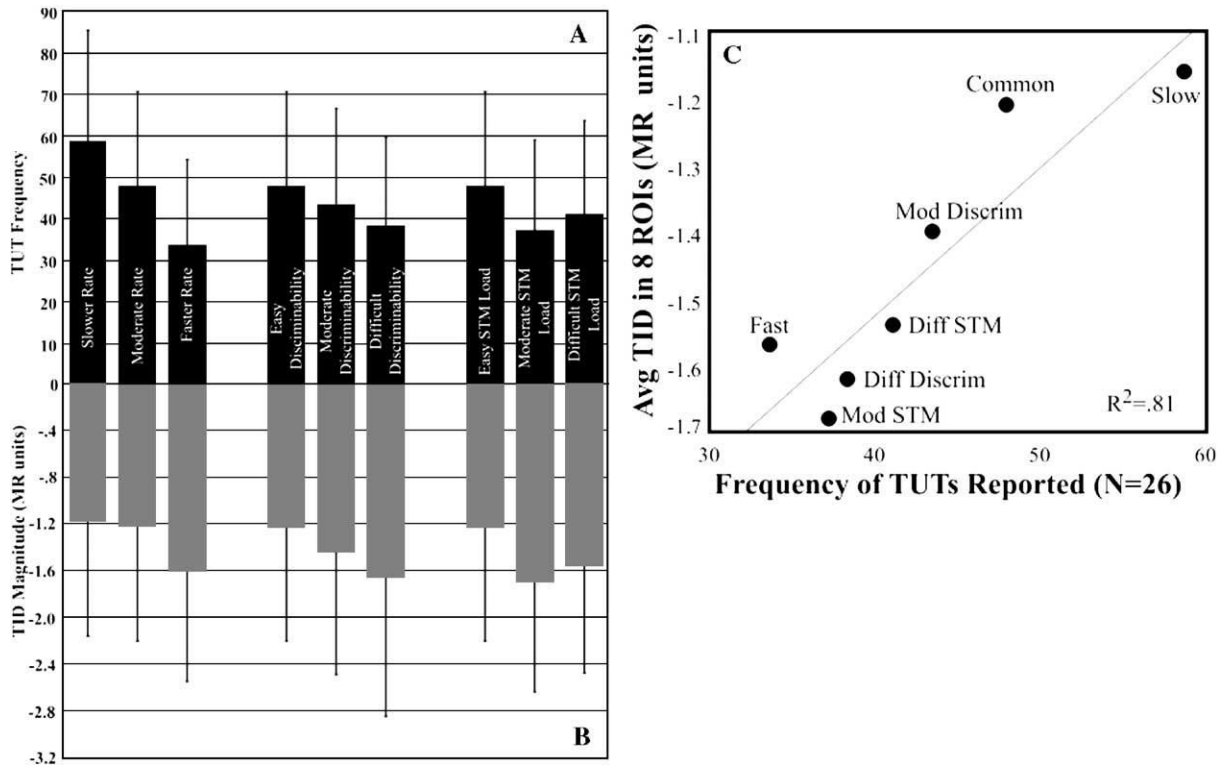 A
90
80
70
60
50
40
30
20
10
0
-.4
-.8
-1.2
-1.6
-2.0
-2.4
-2.8
-3.2
TUT Frequency
TID Magnitude (MR units)
Slower Rate
Moderate Rate
Faster Rate
Easy
Discriminability
Moderate
Discriminability
Difficult
Discriminability
Easy STM Load
Moderate STM
Load
Difficult STM
Load
B
C
-1.1
-1.2
-1.3
-1.4
-1.5
-1.6
-1.7
Avg TID in 8 ROIs (MR units)
Common
Slow
Mod Discrim
Fast
Diff STM
Diff Discrim
Mod STM
R²=.81
30
40
50
60
Frequency of TUTs Reported (N=26)